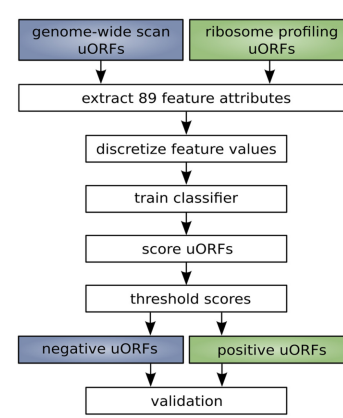 genome-wide scan
uORFs
ribosome profiling
uORFs
extract 89 feature attributes
discretize feature values
train classifier
score uORFs
threshold scores
negative uORFs
positive uORFs
validation